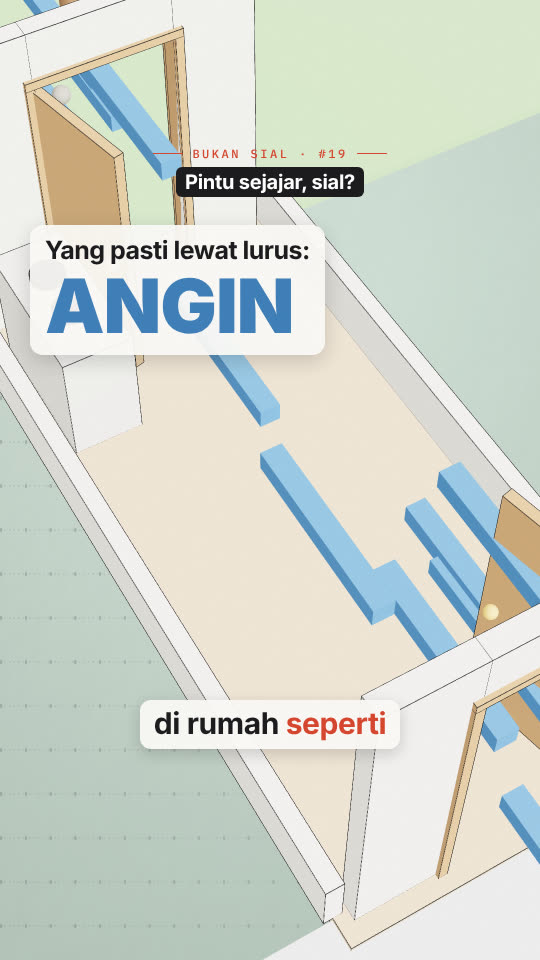 BUKAN SIAL · #19
Pintu sejajar, sial?
Yang pasti lewat lurus:
ANGIN
di rumah seperti